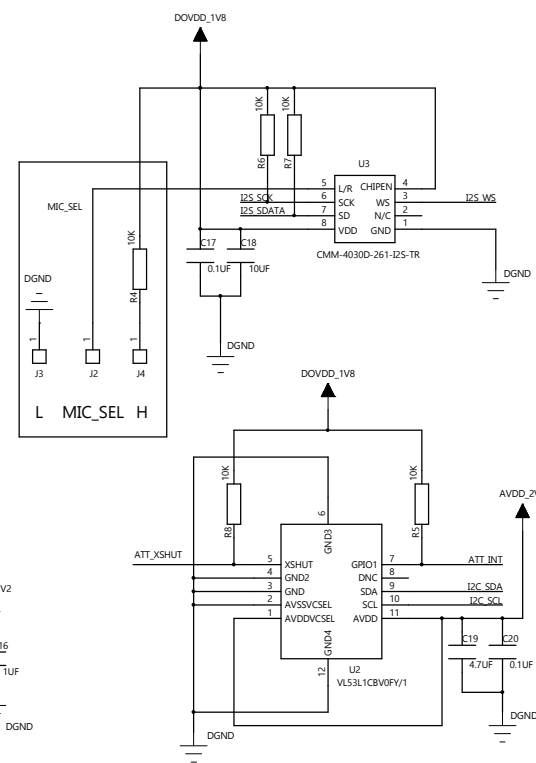 DOVDD_1V8
10K
R6
10K
R7
U3
5 L/R CHIPEN 4
I2S_SCK 6 SCK WS 3 I2S_WS
I2S_SDATA 7 SD N/C 2
8 VDD GND 1
CMM-4030D-261-I2S-TR
MIC_SEL
10K
R4
C17
0.1UF
C18
10UF
DGND
DGND
DGND
1
J3
1
J2
1
J4
L MIC_SEL H
DOVDD_1V8
10K
R8
10K
R5
6
GND3
ATT_XSHUT 5 XSHUT GPIO1 7 ATT_INT
4 GND2 DNC 8
3 GND SDA 9 I2C_SDA
2 AVSSVCSEL SCL 10 I2C_SCL
1 AVDDVCSEL AVDD 11
GND4
12
U2
VL53L1CBV0FY/1
C19
4.7UF
C20
0.1UF
AVDD_2V
DGND
DGND
V2
16
1UF
DGND